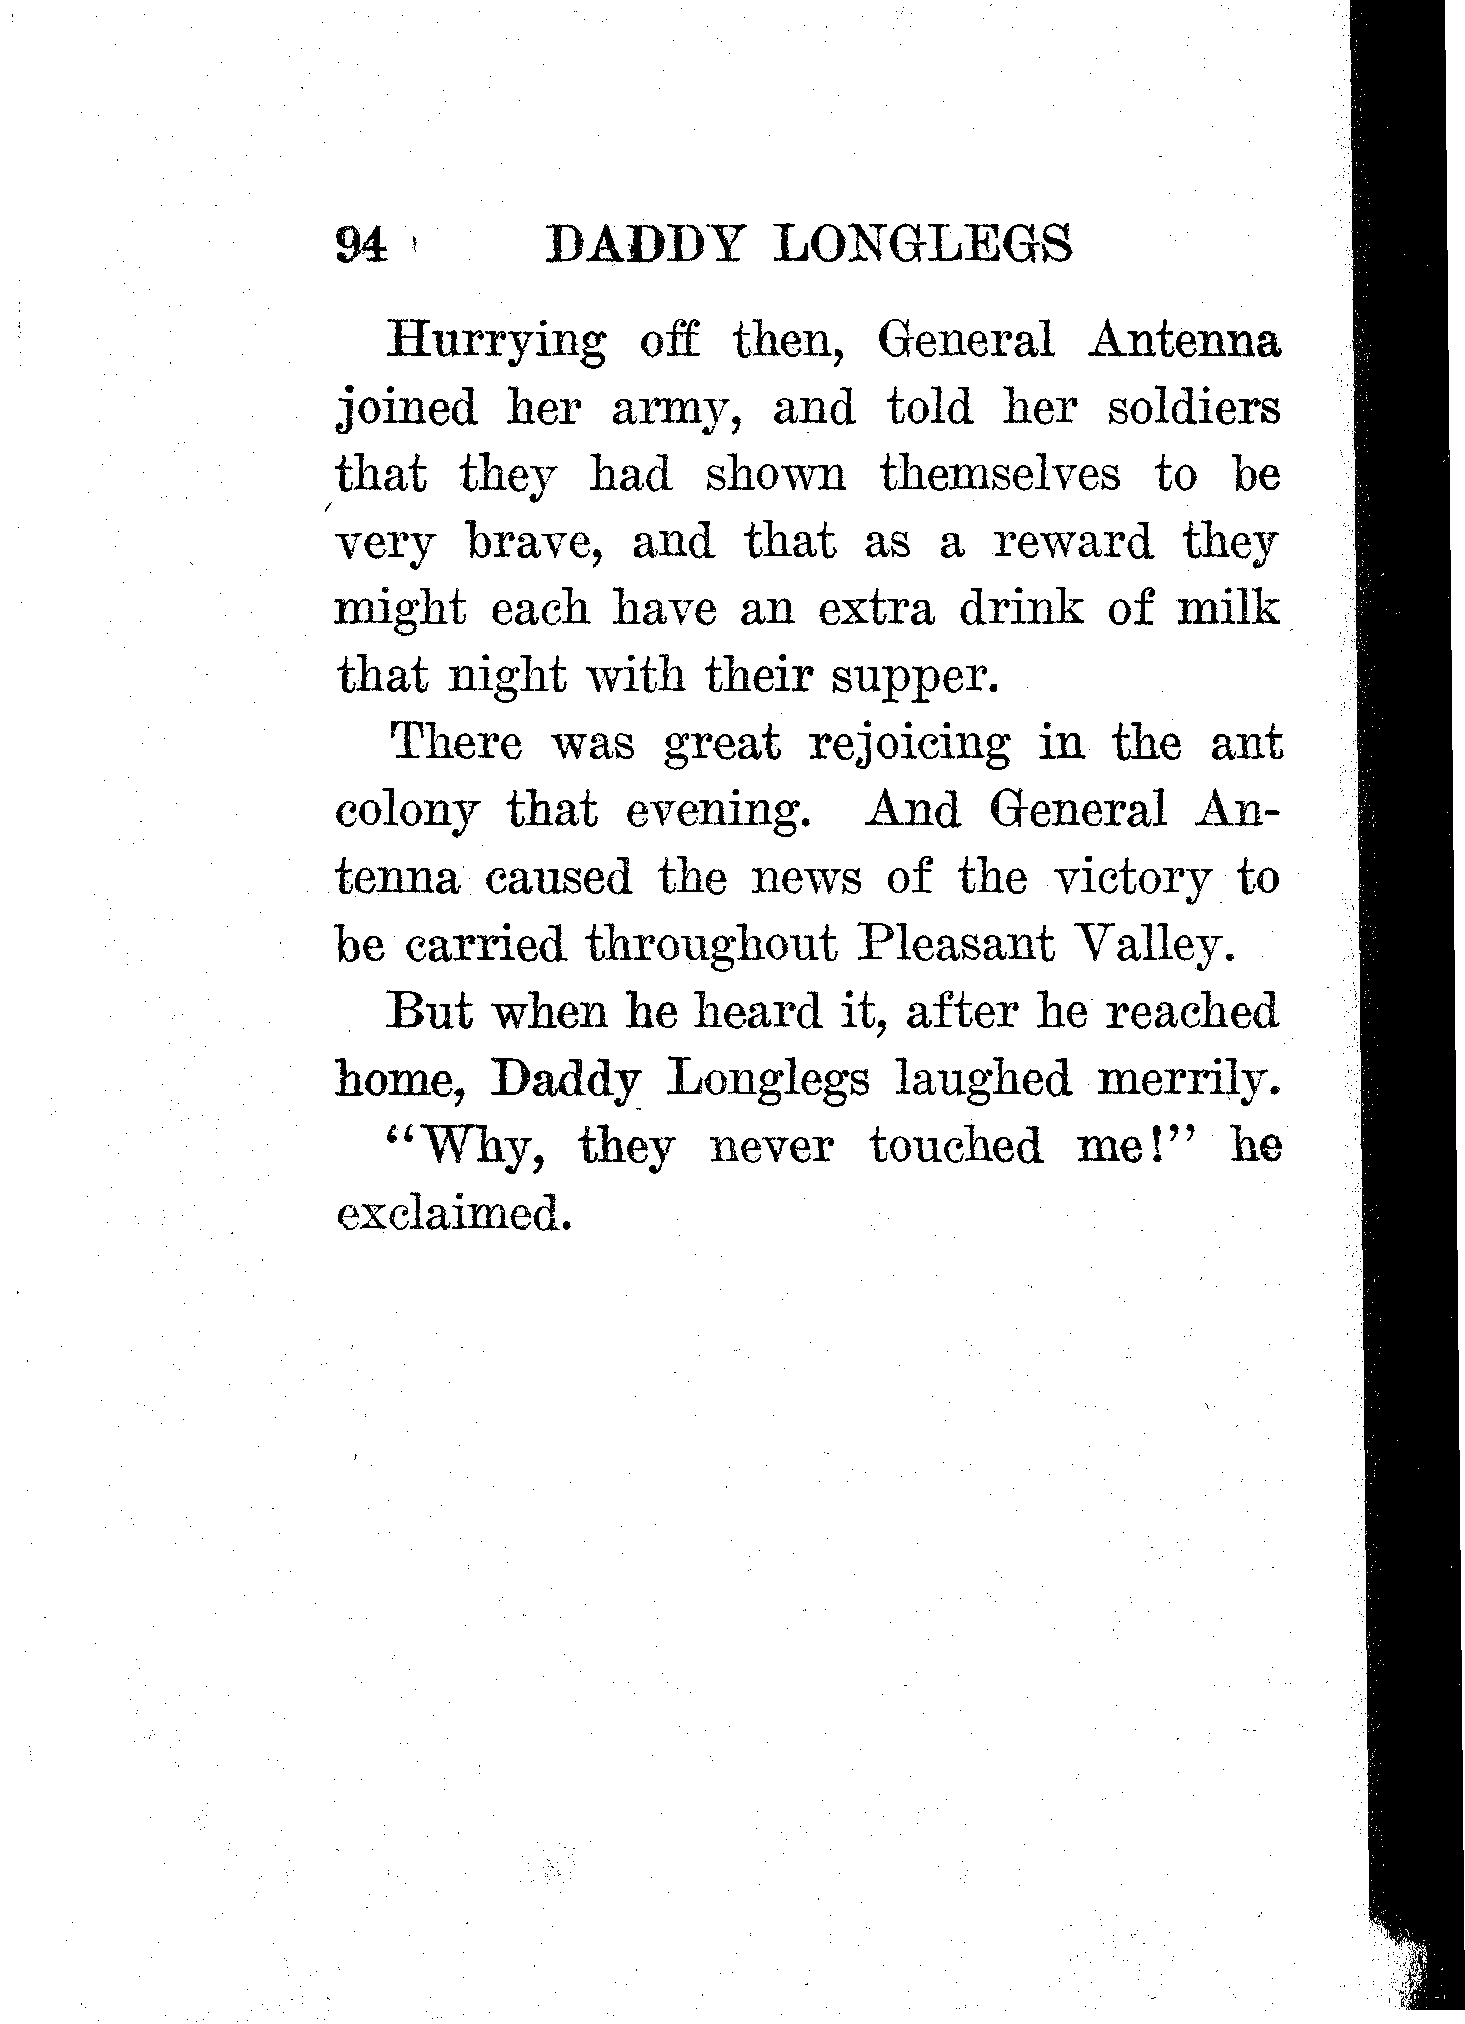 94 DADDY LONGLEGS
Hurrying off then, General Antenna
joined her army, and told her soldiers
that they had shown themselves to be
very brave, and that as a reward they
might each have an extra drink of milk
that night with their supper.
There was great rejoicing in the ant
colony that evening. And General An-
tenna caused the news of the victory to
be carried throughout Pleasant Valley.
But when he heard it, after he reached
home, Daddy Longlegs laughed merrily.
“Why, they never touched me!” he
exclaimed.